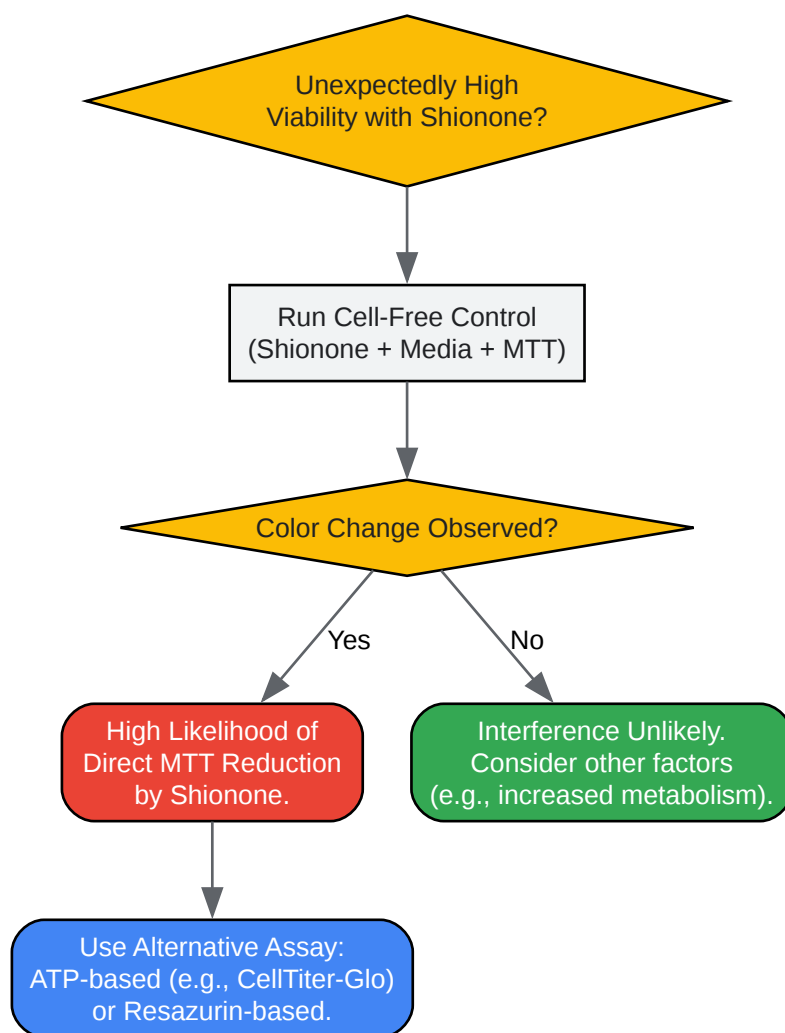 Unexpectedly High
Viability with Shionone?
Run Cell-Free Control
(Shionone + Media + MTT)
Color Change Observed?
Yes
No
High Likelihood of
Direct MTT Reduction
by Shionone.
Interference Unlikely.
Consider other factors
(e.g., increased metabolism).
Use Alternative Assay:
ATP-based (e.g., CellTiter-Glo)
or Resazurin-based.